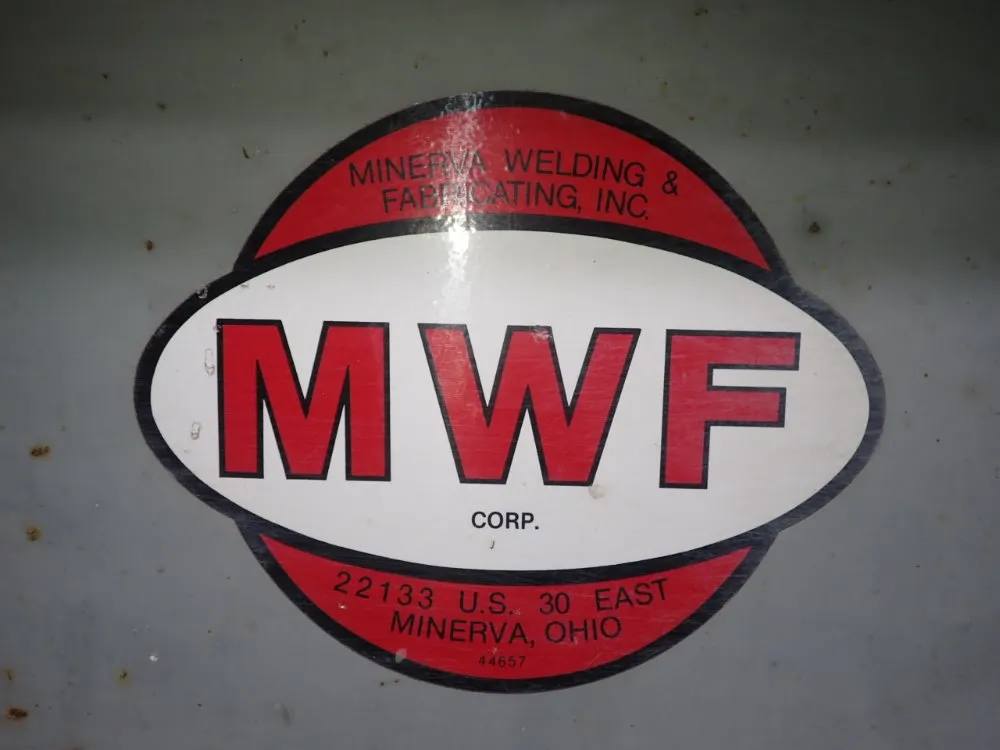 MINERVA WELDING &
FABRICATING, INC.
MWF
CORP.
22133 U.S. 30 EAST
MINERVA, OHIO
44657